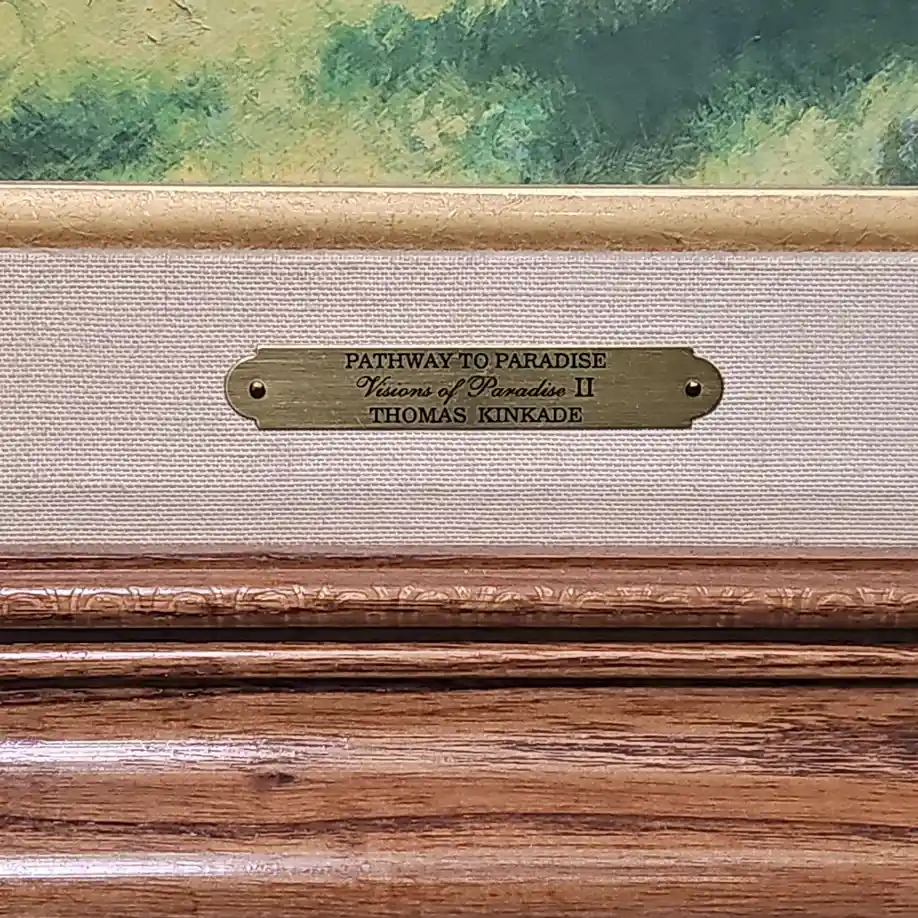 PATHWAY TO PARADISE
Visions of Paradise II
THOMAS KINKADE